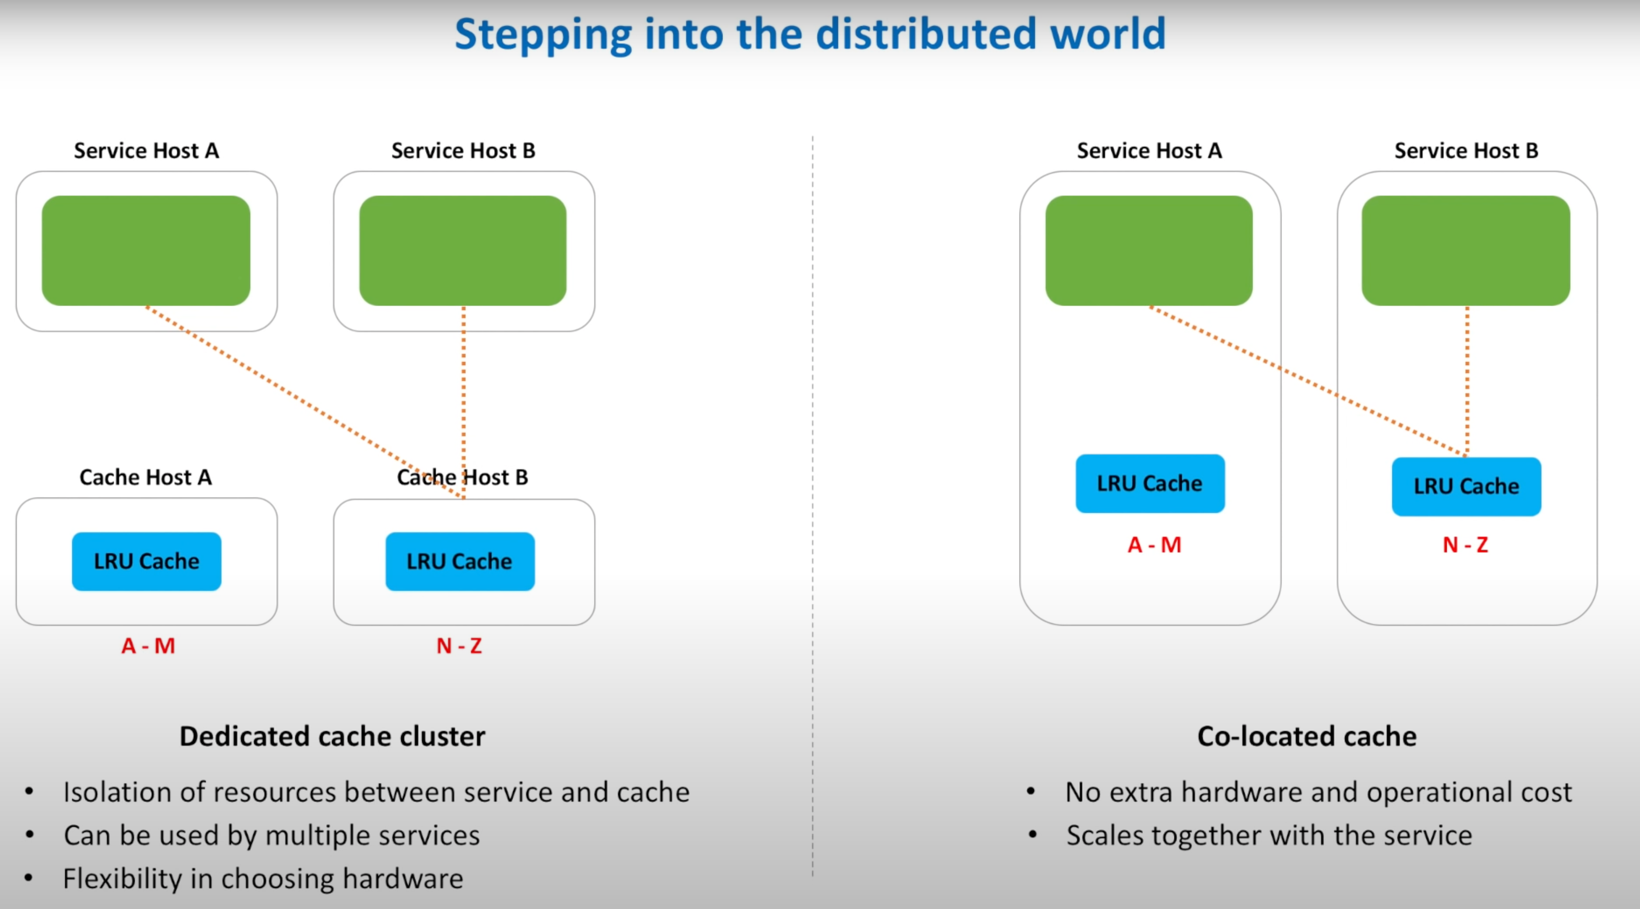 Stepping into the distributed world
Service Host A
Service Host B
Cache Host A
Cache Host B
LRU Cache
LRU Cache
A - M
N - Z
Dedicated cache cluster
• Isolation of resources between service and cache
• Can be used by multiple services
• Flexibility in choosing hardware
Service Host A
Service Host B
LRU Cache
LRU Cache
A - M
N - Z
Co-located cache
• No extra hardware and operational cost
• Scales together with the service